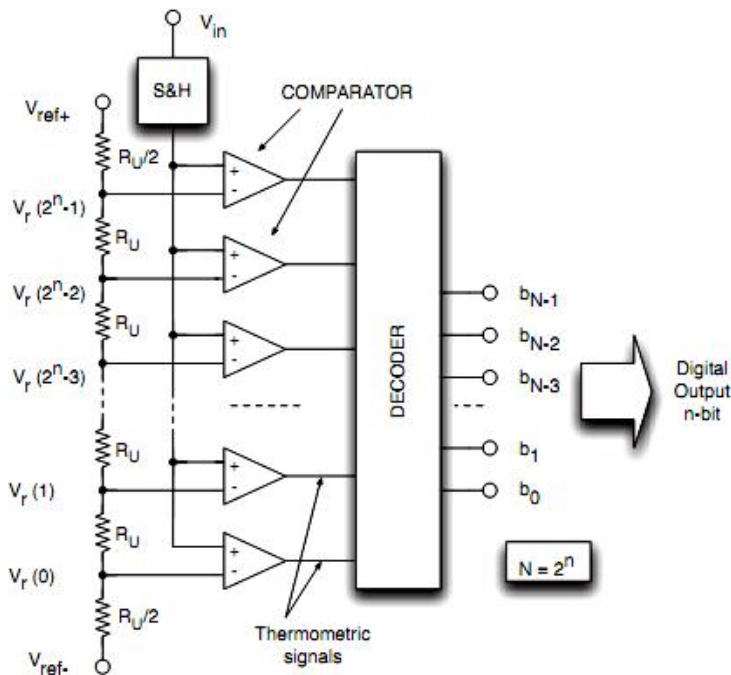 V_in
S&H
V_ref+
COMPARATOR
R_U/2
+
-
V_r (2^n-1)
R_U
+
-
V_r (2^n-2)
R_U
+
-
V_r (2^n-3)
DECODER
b_N-1
b_N-2
b_N-3
Digital
Output
n-bit
R_U
+
-
b_1
V_r (1)
b_0
R_U
+
-
V_r (0)
N = 2^n
R_U/2
Thermometric
signals
V_ref-